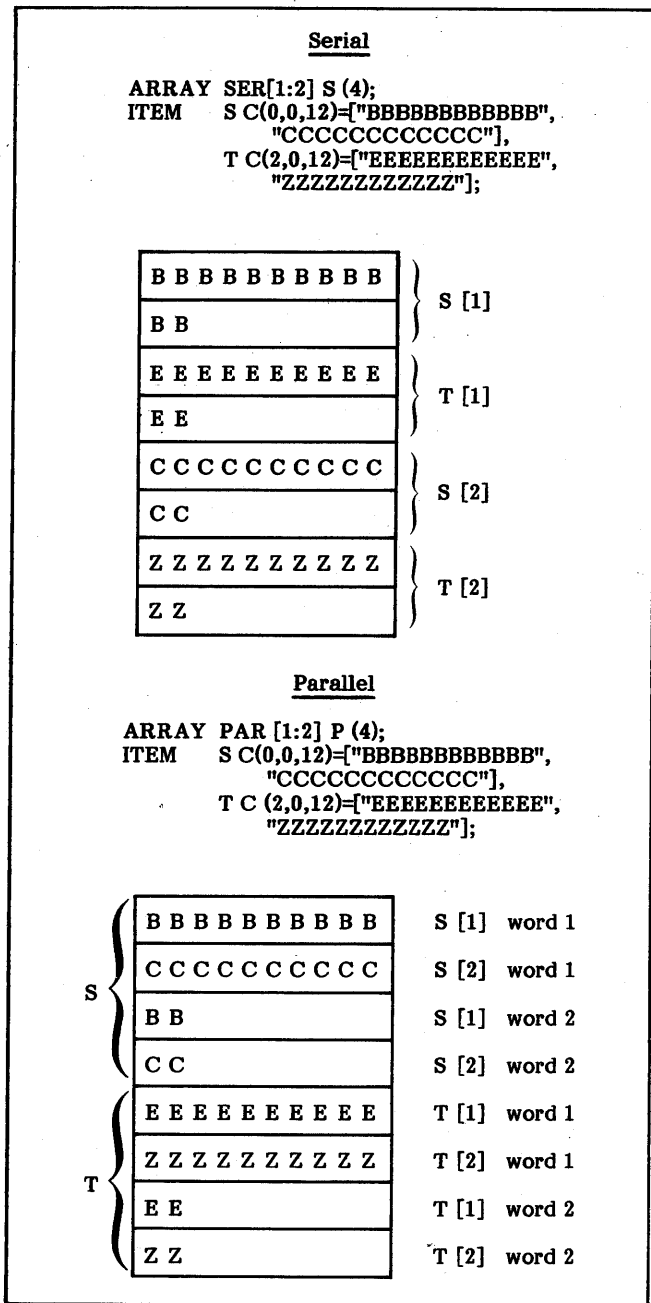 Serial
ARRAY SER[1:2] S (4);
ITEM S C(0,0,12)=["BBBBBBBBBBBB",
"CCCCCCCCCCCC"],
T C(2,0,12)=["EEEEEEEEEEEE",
"ZZZZZZZZZZZZ"];
B B B B B B B B B B
S [1]
B B
E E E E E E E E E E
T [1]
E E
C C C C C C C C C C
S [2]
C C
Z Z Z Z Z Z Z Z Z Z
T [2]
Z Z
Parallel
ARRAY PAR [1:2] P (4);
ITEM S C(0,0,12)=["BBBBBBBBBBBB",
"CCCCCCCCCCCC"],
T C (2,0,12)=["EEEEEEEEEEEE",
"ZZZZZZZZZZZZ"];
B B B B B B B B B B S [1] word 1
C C C C C C C C C C S [2] word 1
S
B B S [1] word 2
C C S [2] word 2
E E E E E E E E E E T [1] word 1
Z Z Z Z Z Z Z Z Z Z T [2] word 1
T
E E T [1] word 2
Z Z T [2] word 2